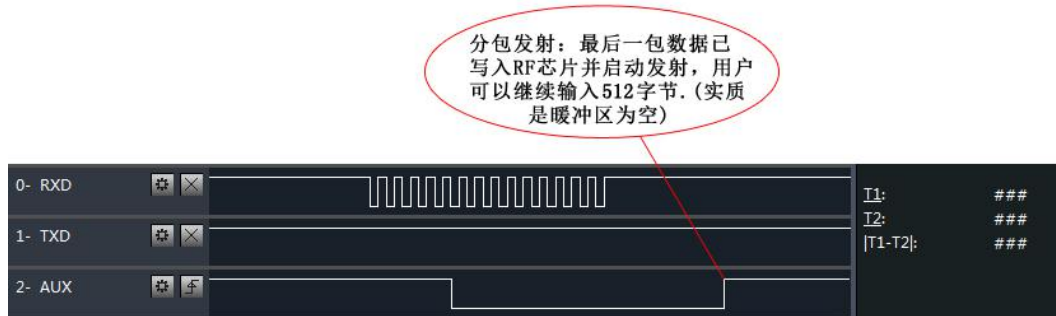 分包发射：最后一包数据已
写入RF芯片并启动发射，用户
可以继续输入512字节.(实质
是暖冲区为空)
0- RXD
1- TXD
2- AUX
T1: ###
T2: ###
|T1-T2|: ###